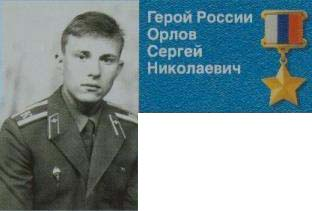 Герой России
Орлов
Сергей
Николаевич